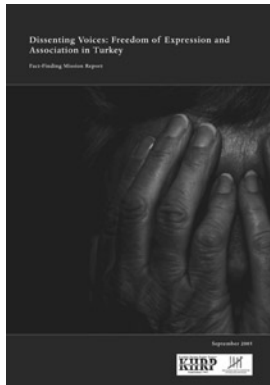 Dissenting Voices: Freedom of Expression and
Association in Turkey
Fact-Finding Mission Report
September 2005
KHRP